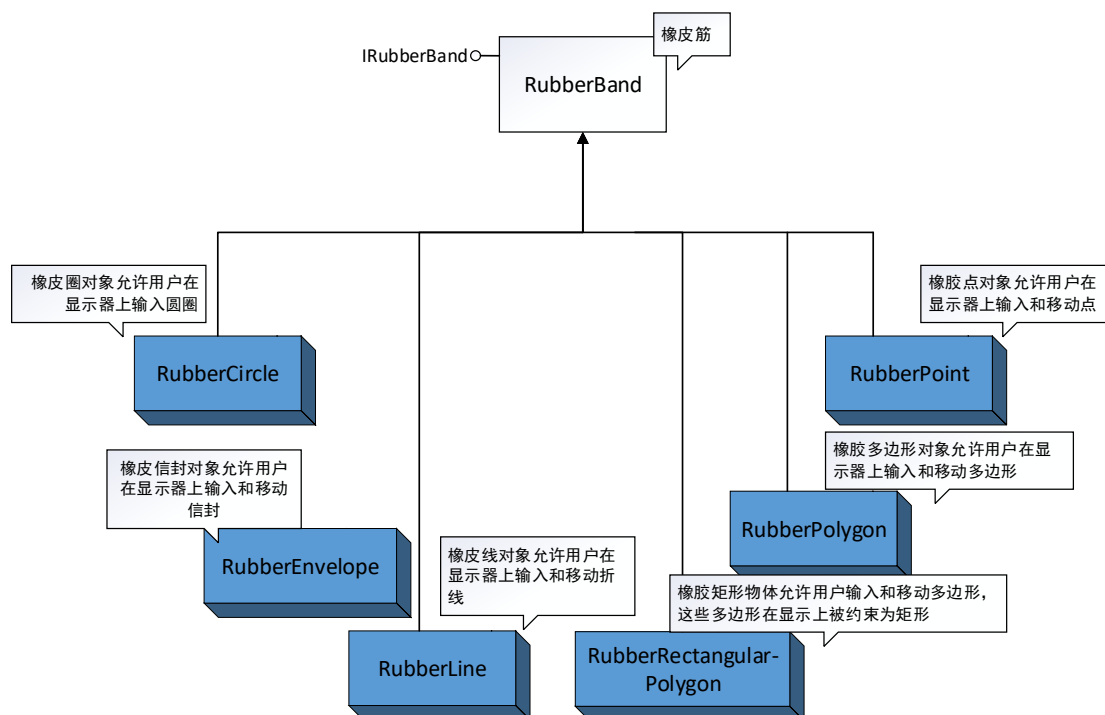 橡皮筋
IRubberBand
RubberBand
橡皮圈对象允许用户在
显示器上输入圆圈
橡胶点对象允许用户在
显示器上输入和移动点
RubberCircle
RubberPoint
橡皮信封对象允许用户
在显示器上输入和移动
信封
橡胶多边形对象允许用户在显
示器上输入和移动多边形
RubberEnvelope
RubberPolygon
橡皮线对象允许用户在
显示器上输入和移动折
线
橡胶矩形物体允许用户输入和移动多边形，
这些多边形在显示上被约束为矩形
RubberLine
RubberRectangular-
Polygon